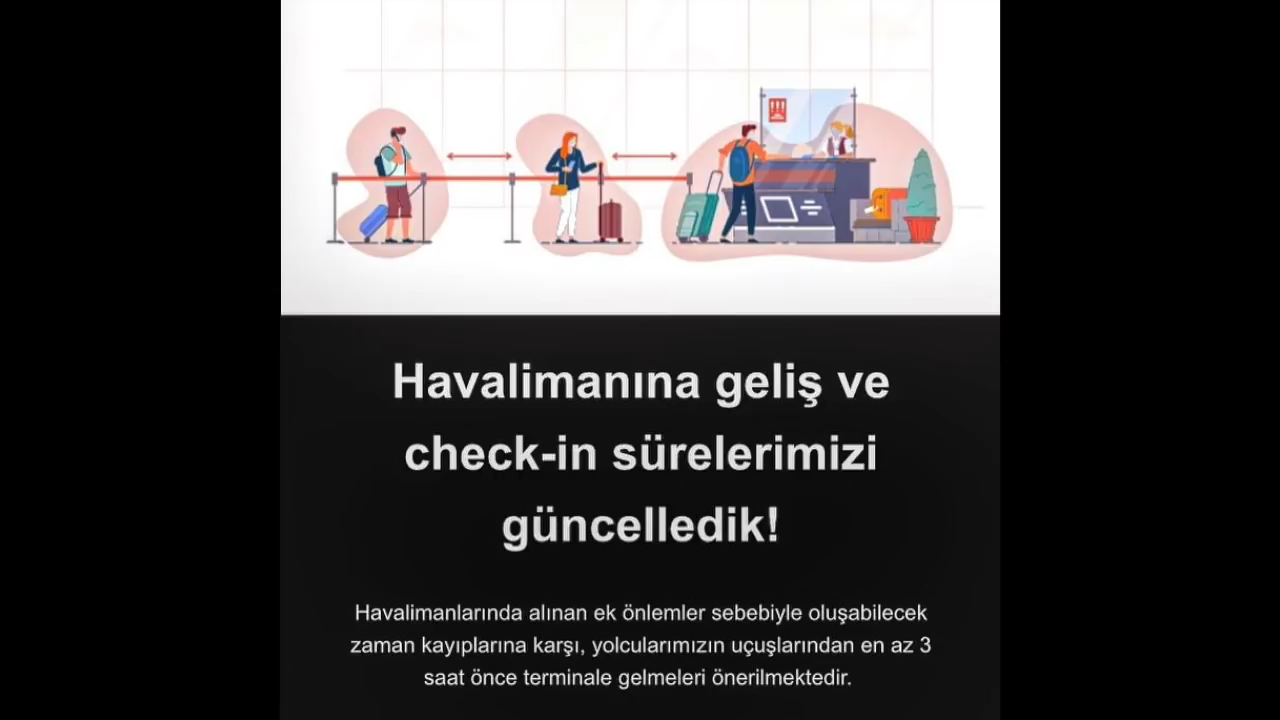 Havalimanına geliş ve
check-in sürelerimizi
güncelledik!
Havalimanlarında alınan ek önlemler sebebiyle oluşabilecek
zaman kayıplarına karşı, yolcularımızın uçuşlarından en az 3
saat önce terminale gelmeleri önerilmektedir.